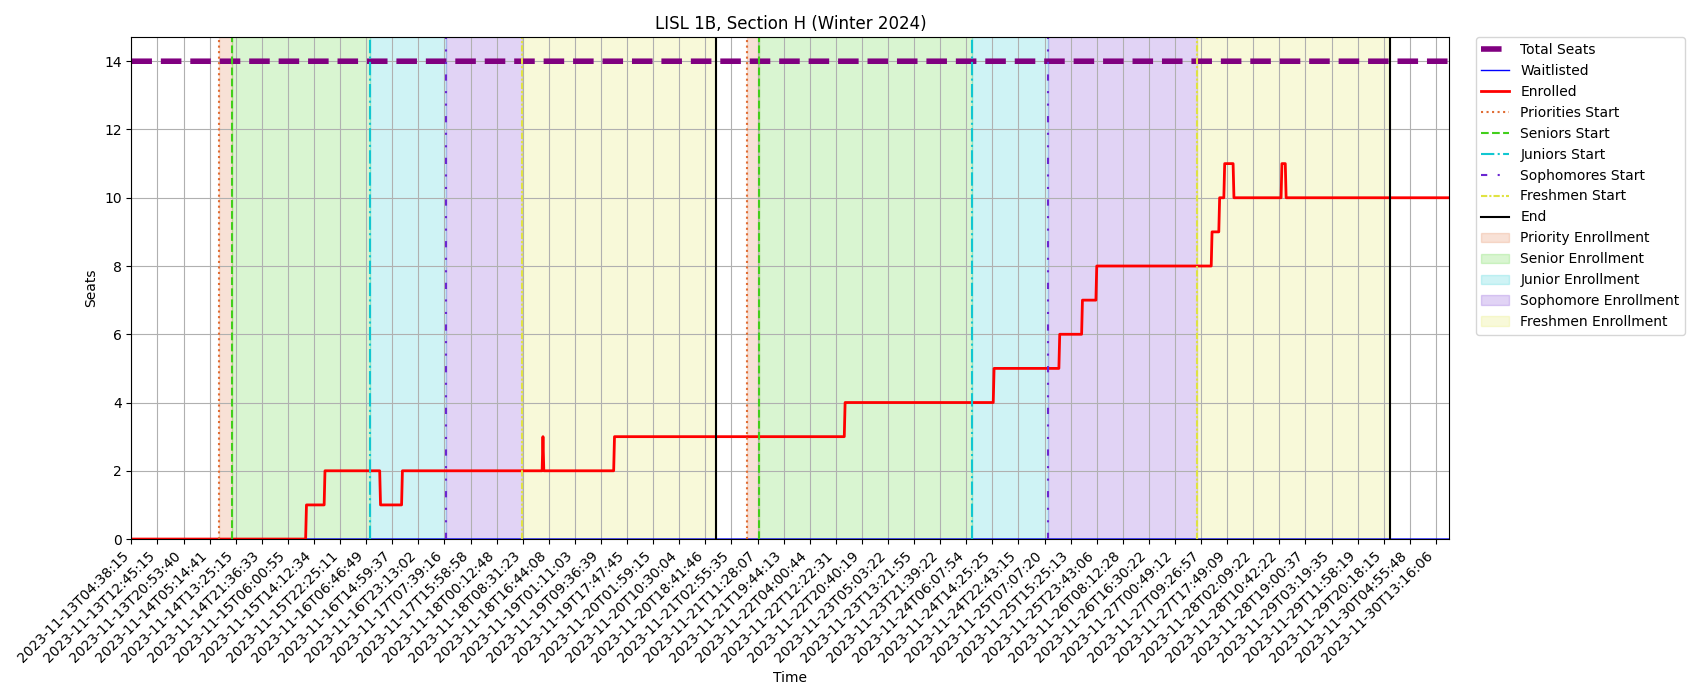 LISL 1B, Section H (Winter 2024)
Seats
14
12
10
8
6
4
2
0
2023-11-13T04:38:15
2023-11-13T12:45:15
2023-11-13T20:53:40
2023-11-14T05:14:41
2023-11-14T13:25:15
2023-11-14T21:36:33
2023-11-15T06:00:55
2023-11-15T14:12:34
2023-11-15T22:25:11
2023-11-16T06:46:49
2023-11-16T14:59:37
2023-11-16T23:13:02
2023-11-17T07:39:16
2023-11-17T15:58:58
2023-11-18T00:12:48
2023-11-18T08:31:23
2023-11-18T16:44:08
2023-11-19T01:11:03
2023-11-19T09:36:39
2023-11-19T17:47:45
2023-11-20T01:59:15
2023-11-20T10:30:04
2023-11-20T18:41:46
2023-11-21T02:55:35
2023-11-21T11:28:07
2023-11-21T19:44:13
2023-11-22T04:00:44
2023-11-22T12:22:31
2023-11-22T20:40:19
2023-11-23T05:03:22
2023-11-23T13:21:55
2023-11-23T21:39:22
2023-11-24T06:07:54
2023-11-24T14:25:25
2023-11-24T22:43:15
2023-11-25T07:07:20
2023-11-25T15:25:13
2023-11-25T23:43:06
2023-11-26T08:12:28
2023-11-26T16:30:22
2023-11-27T00:49:12
2023-11-27T09:26:57
2023-11-27T17:49:09
2023-11-28T02:09:22
2023-11-28T10:42:22
2023-11-28T19:00:37
2023-11-29T03:19:35
2023-11-29T11:58:19
2023-11-29T20:18:15
2023-11-30T04:55:48
2023-11-30T13:16:06
Time
Total Seats
Waitlisted
Enrolled
Priorities Start
Seniors Start
Juniors Start
Sophomores Start
Freshmen Start
End
Priority Enrollment
Senior Enrollment
Junior Enrollment
Sophomore Enrollment
Freshmen Enrollment